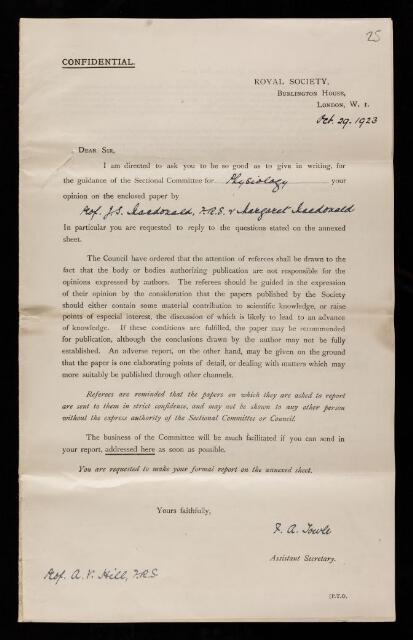 25
CONFIDENTIAL.
ROYAL SOCIETY,
BURLINGTON HOUSE,
LONDON, W. 1.
Oct. 29. 1923
DEAR SIR,
I am directed to ask you to be so good as to give in writing, for
the guidance of the Sectional Committee for Physiology your
opinion on the enclosed paper by
Prof. J.S. Macdonald, F.R.S. & Margaret Macdonald
In particular you are requested to reply to the questions stated on the annexed
sheet.
The Council have ordered that the attention of referees shall be drawn to the
fact that the body or bodies authorizing publication are not responsible for the
opinions expressed by authors. The referees should be guided in the expression
of their opinion by the consideration that the papers published by the Society
should either contain some material contribution to scientific knowledge, or raise
points of especial interest, the discussion of which is likely to lead to an advance
of knowledge. If these conditions are fulfilled, the paper may be recommended
for publication, although the conclusions drawn by the author may not be fully
established. An adverse report, on the other hand, may be given on the ground
that the paper is one elaborating points of detail, or dealing with matters which may
more suitably be published through other channels.
Referees are reminded that the papers on which they are asked to report
are sent to them in strict confidence, and may not be shown to any other person
without the express authority of the Sectional Committee or Council.
The business of the Committee will be much facilitated if you can send in
your report, addressed here as soon as possible.
You are requested to make your formal report on the annexed sheet.
Yours faithfully,
F. A. Towle
Assistant Secretary.
Prof. A. V. Hill, F.R.S
[P.T.O.